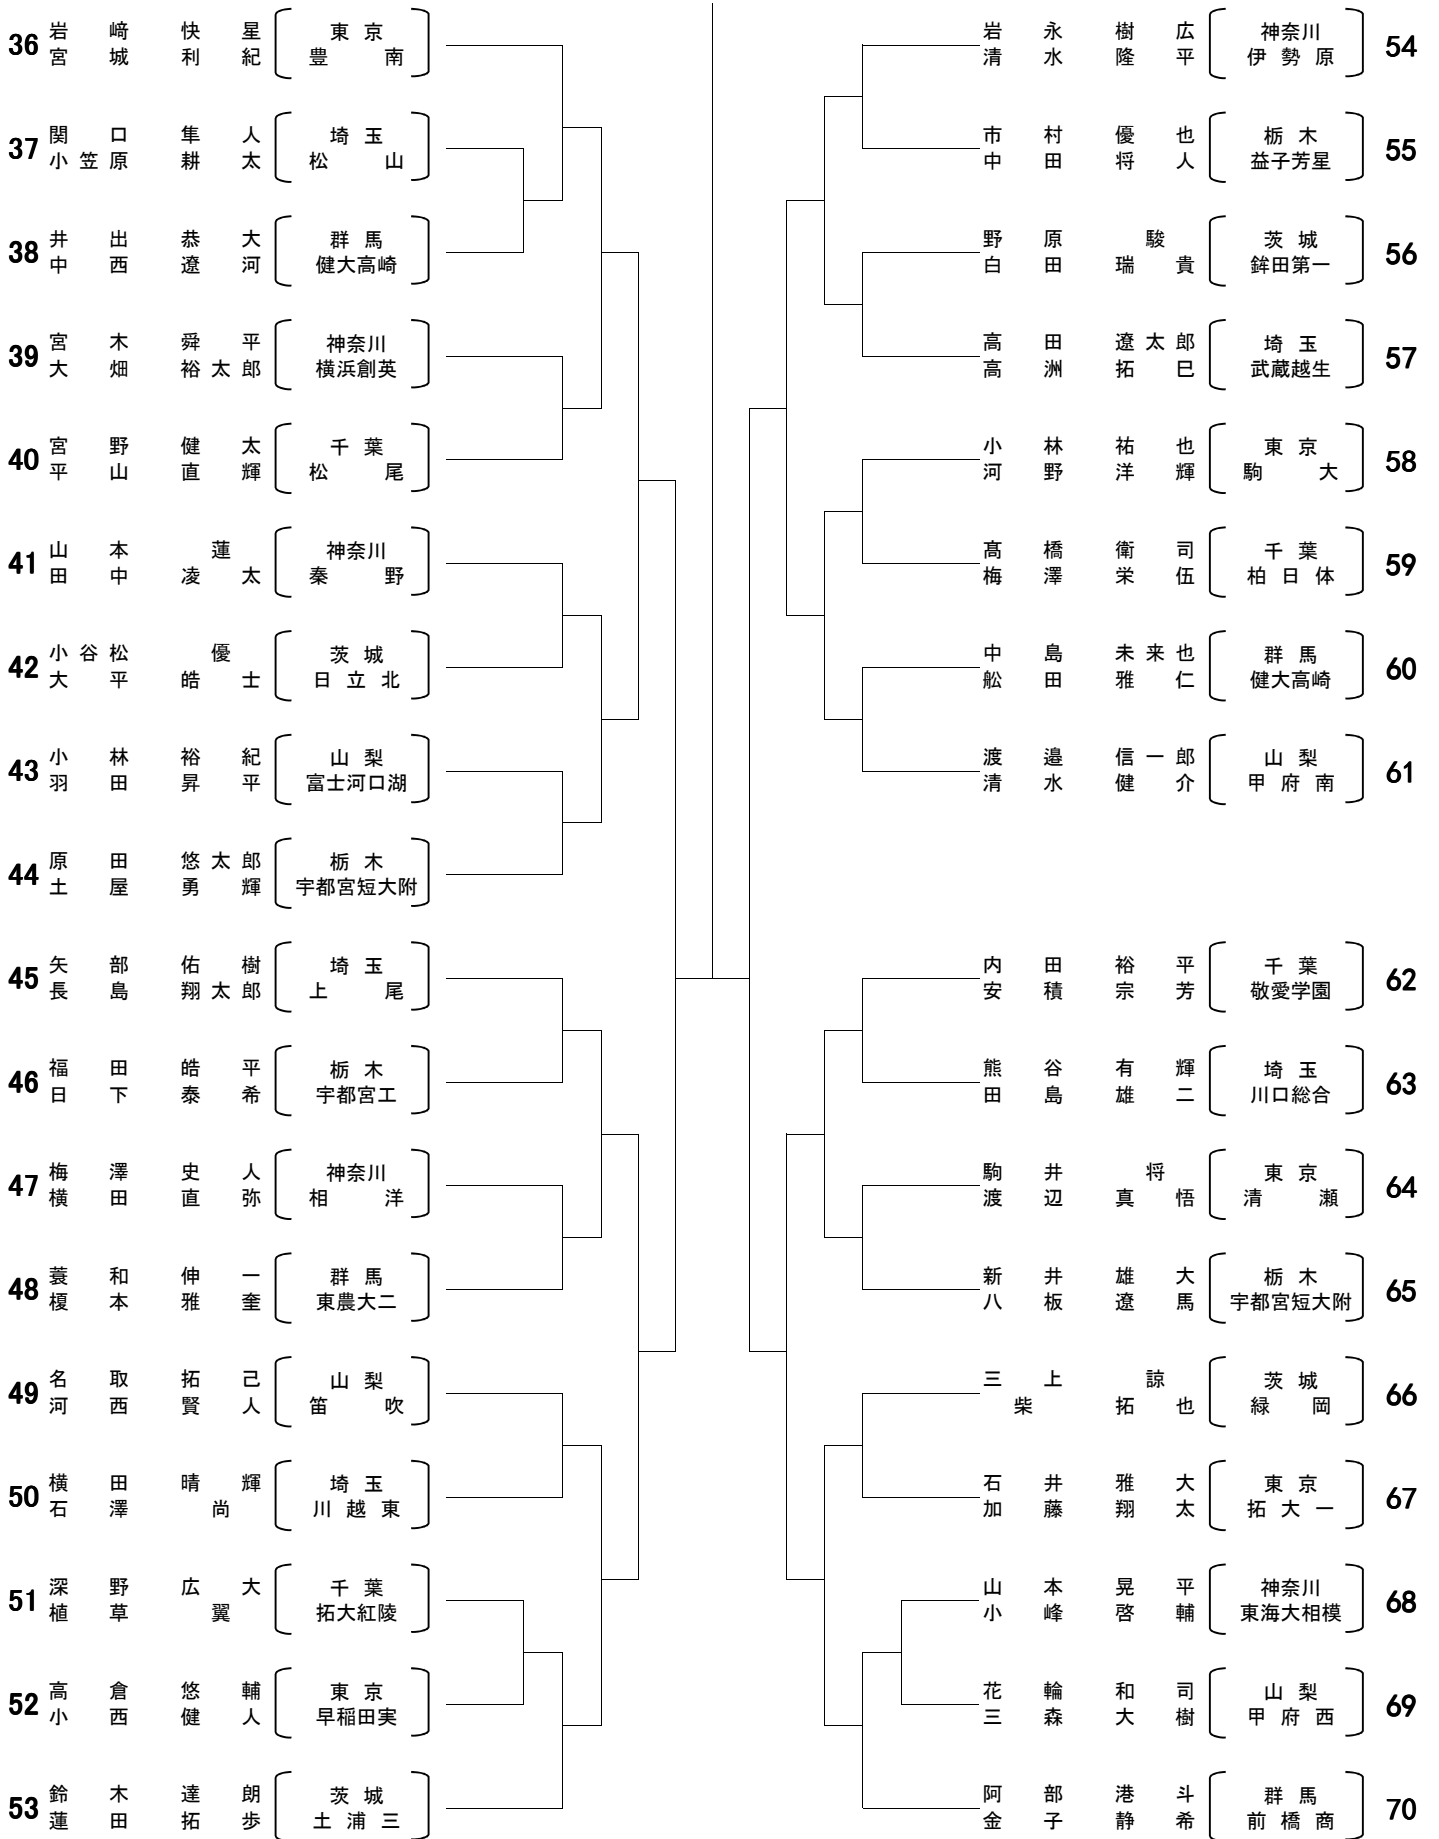 36 岩﨑 快星 東京
宮城 利紀 豊南
37 関口 隼人 埼玉
小笠原 耕太 松山
38 井出 恭大 群馬
中西 遼河 健大高崎
39 宮木 舜平 神奈川
大畑 裕太郎 横浜創英
40 宮野 健太 千葉
平山 直輝 松尾
41 山本 蓮 神奈川
田中 凌太 秦野
42 小谷松 優 茨城
大平 皓士 日立北
43 小林 裕紀 山梨
羽田 昇平 富士河口湖
44 原田 悠太郎 栃木
土屋 勇輝 宇都宮短大附
45 矢部 佑樹 埼玉
長島 翔太郎 上尾
46 福田 皓平 栃木
日下 泰希 宇都宮工
47 梅澤 史人 神奈川
横田 直弥 相洋
48 蓑和 伸一 群馬
榎本 雅奎 東農大二
49 名取 拓己 山梨
河西 賢人 笛吹
50 横田 晴輝 埼玉
石澤 尚 川越東
51 深野 広大 千葉
植草 翼 拓大紅陵
52 高倉 悠輔 東京
小西 健人 早稲田実
53 鈴木 達朗 茨城
蓮田 拓歩 土浦三
岩永 樹広 神奈川 54
清水 隆平 伊勢原
市村 優也 栃木 55
中田 将人 益子芳星
野原 駿 茨城 56
白田 瑞貴 鉾田第一
高田 遼太郎 埼玉 57
高洲 拓巳 武蔵越生
小林 祐也 東京 58
河野 洋輝 駒大
髙橋 衛司 千葉 59
梅澤 栄伍 柏日体
中島 未来也 群馬 60
舩田 雅仁 健大高崎
渡邉 信一郎 山梨 61
清水 健介 甲府南
内田 裕平 千葉 62
安積 宗芳 敬愛学園
熊谷 有輝 埼玉 63
田島 雄二 川口総合
駒井 将 東京 64
渡辺 真悟 清瀬
新井 雄大 栃木 65
八板 遼馬 宇都宮短大附
三上 諒 茨城 66
柴 拓也 緑岡
石井 雅大 東京 67
加藤 翔太 拓大一
山本 晃平 神奈川 68
小峰 啓輔 東海大相模
花輪 和司 山梨 69
三森 大樹 甲府西
阿部 港斗 群馬 70
金子 静希 前橋商